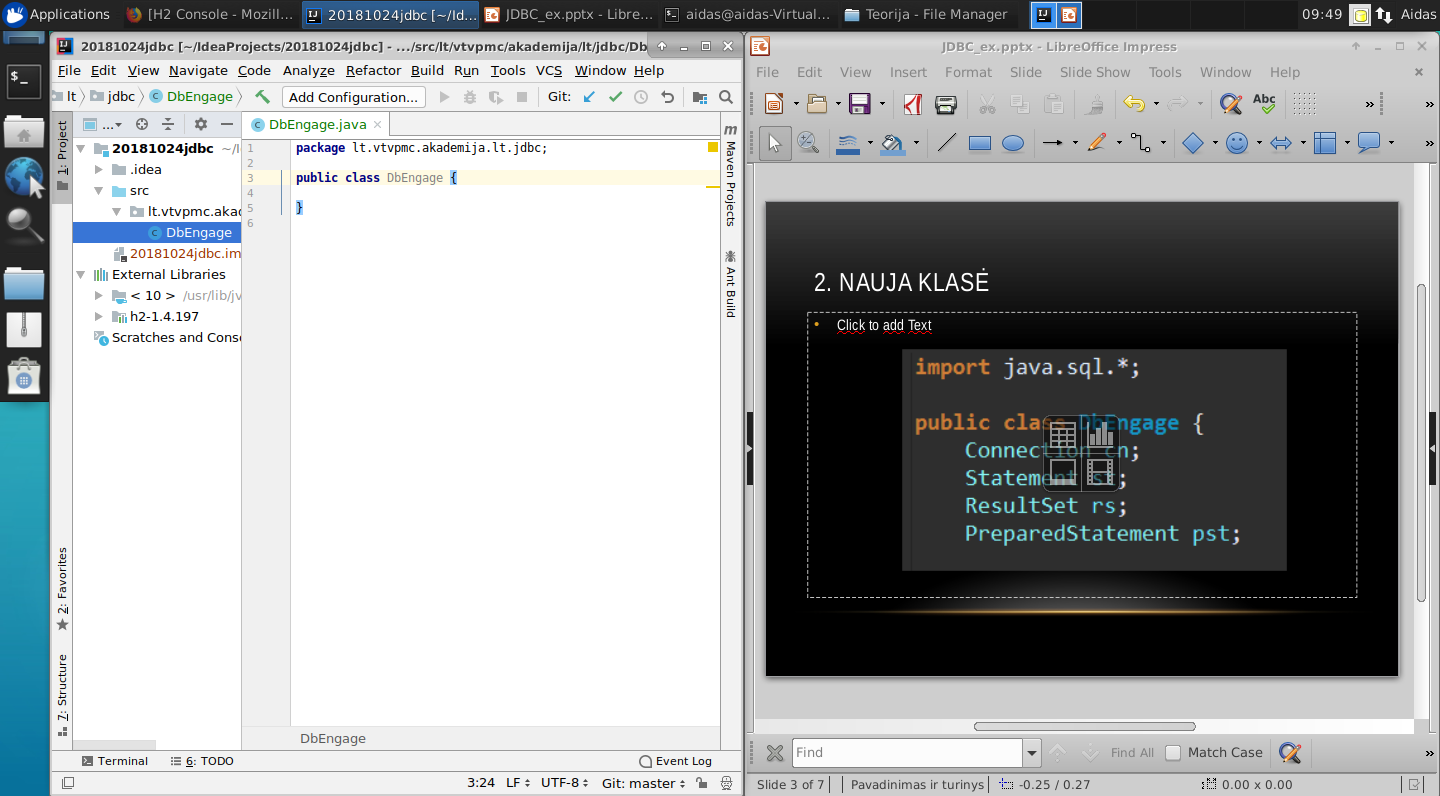 Applications
[H2 Console - Mozill...
20181024jdbc [~/Id...
JDBC_ex.pptx - Libre...
aidas@aidas-Virtual...
Teorija - File Manager
09:49
Aidas
20181024jdbc [~/IdeaProjects/20181024jdbc] - .../src/lt/vtvpmc/akademija/lt/jdbc/Db
File Edit View Navigate Code Analyze Refactor Build Run Tools VCS Window Help
lt jdbc DbEngage Add Configuration... Git:
1: Project
2: Favorites
7: Structure
...
20181024jdbc ~/I
.idea
src
lt.vtvpmc.akad
DbEngage
20181024jdbc.im
External Libraries
< 10 > /usr/lib/jv
h2-1.4.197
Scratches and Conso
DbEngage.java
1 package lt.vtvpmc.akademija.lt.jdbc;
2
3 public class DbEngage {
4
5 }
6
Maven Projects
Ant Build
DbEngage
Terminal
6: TODO
Event Log
3:24 LF UTF-8 Git: master
JDBC_ex.pptx - LibreOffice Impress
File Edit View Insert Format Slide Slide Show Tools Window Help
Abc
2. NAUJA KLASĖ
• Click to add Text
import java.sql.*;
public class DbEngage {
Connection cn;
Statement st;
ResultSet rs;
PreparedStatement pst;
Find
Find All
Match Case
Slide 3 of 7
Pavadinimas ir turinys
-0.25 / 0.27
0.00 x 0.00